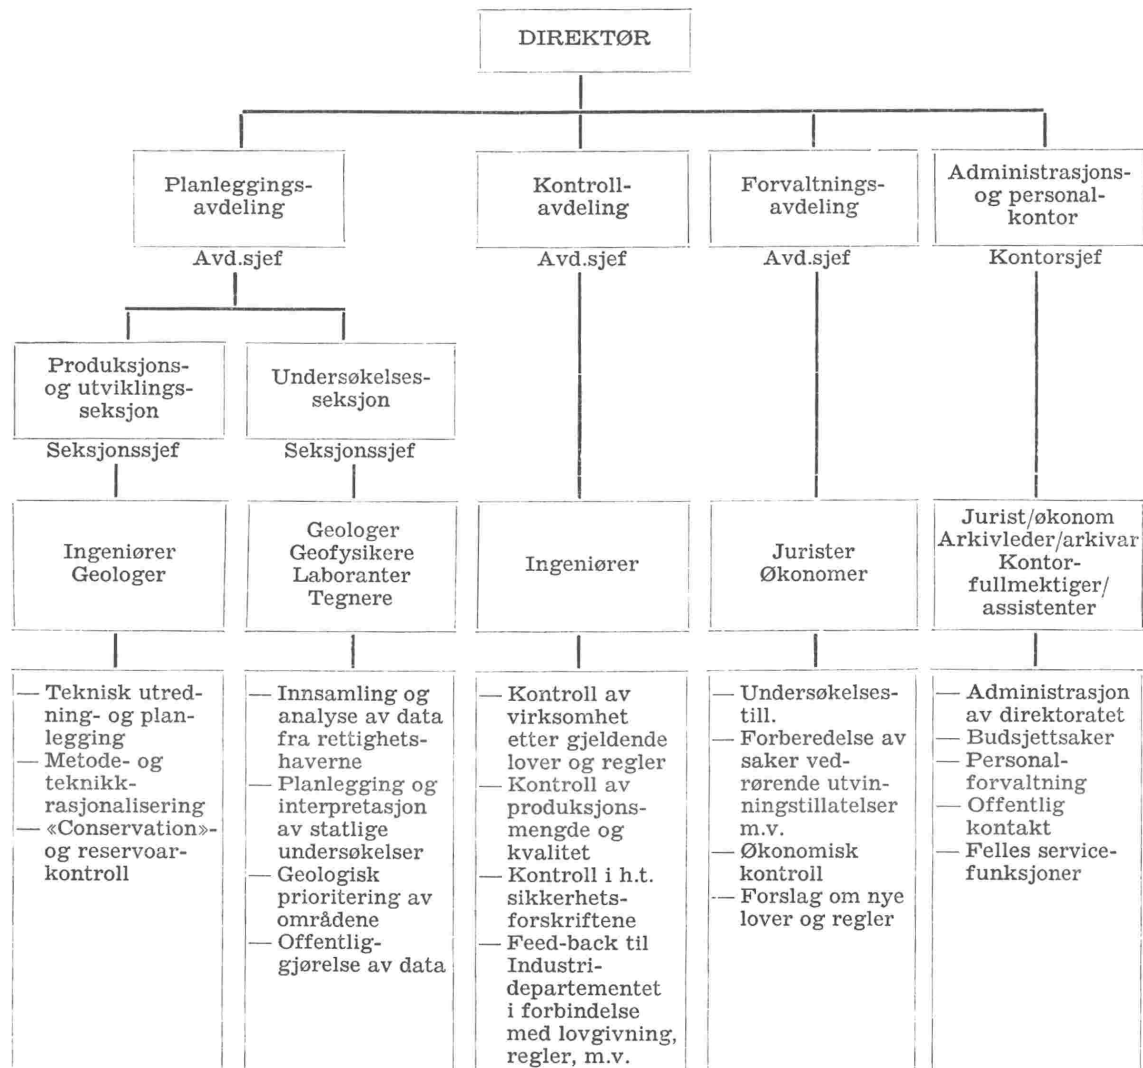 DIREKTØR
Planleggings-
avdeling
Avd.sjef
Kontroll-
avdeling
Avd.sjef
Forvaltnings-
avdeling
Avd.sjef
Administrasjons-
og personal-
kontor
Kontorsjef
Produksjons-
og utviklings-
seksjon
Seksjonssjef
Undersøkelses-
seksjon
Seksjonssjef
Ingeniører
Geologer
Geologer
Geofysikere
Laboranter
Tegnere
Ingeniører
Jurister
Økonomer
Jurist/økonom
Arkivleder/arkivar
Kontor-
fullmektiger/
assistenter
— Teknisk utred-
ning- og plan-
legging
— Metode- og
teknikk-
rasjonalisering
— «Conservation»-
og reservoar-
kontroll
— Innsamling og
analyse av data
fra rettighets-
haverne
— Planlegging og
interpretasjon
av statlige
undersøkelser
— Geologisk
prioritering av
områdene
— Offentlig-
gjørelse av data
— Kontroll av
virksomhet
etter gjeldende
lover og regler
— Kontroll av
produksjons-
mengde og
kvalitet
— Kontroll i h.t.
sikkerhets-
forskriftene
— Feed-back til
Industri-
departementet
i forbindelse
med lovgivning,
regler, m.v.
— Undersøkelses-
till.
— Forberedelse av
saker ved-
rørende utvin-
ningstillatelser
m.v.
— Økonomisk
kontroll
— Forslag om nye
lover og regler
— Administrasjon
av direktoratet
— Budsjettsaker
— Personal-
forvaltning
— Offentlig
kontakt
— Felles service-
funksjoner